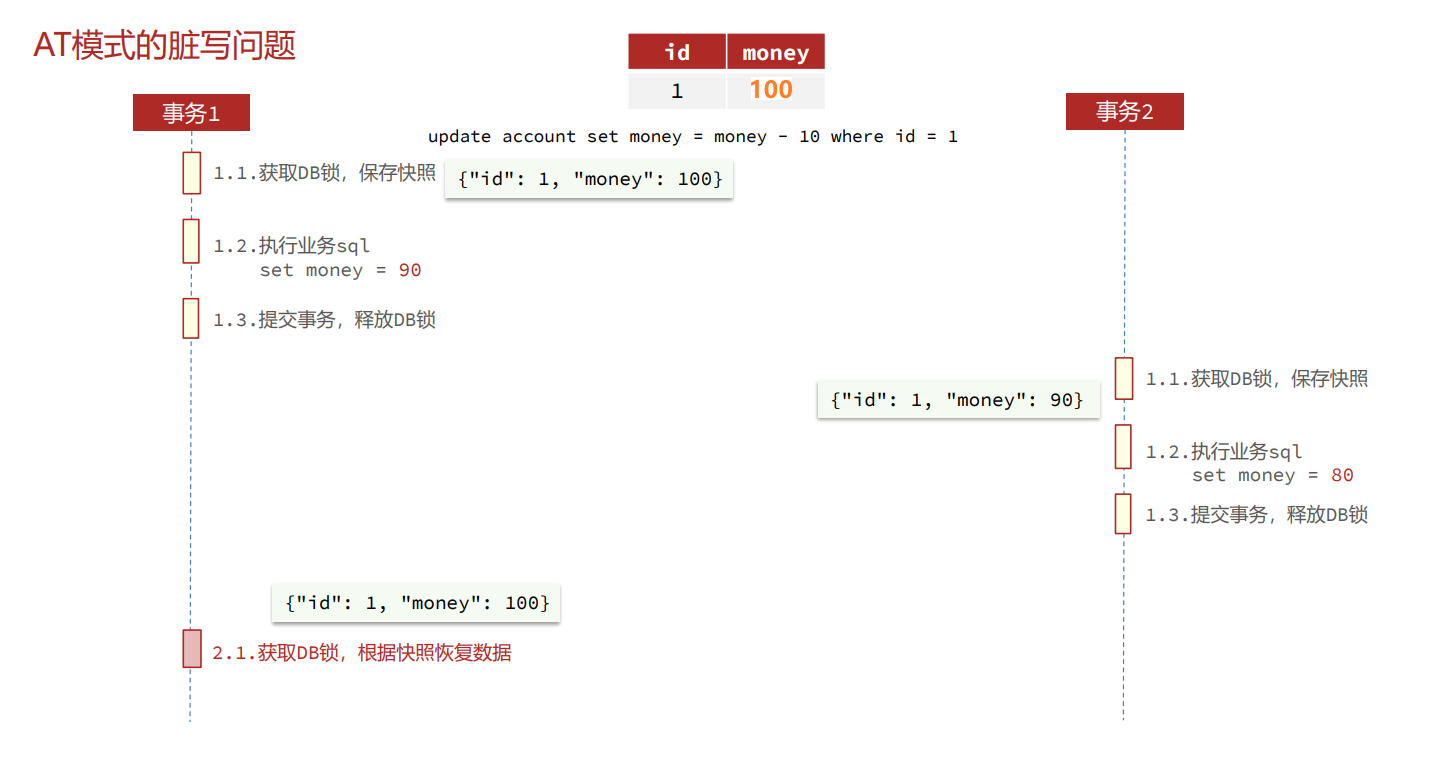 AT模式的脏写问题
id money
1 100
事务1
事务2
update account set money = money - 10 where id = 1
1.1.获取DB锁，保存快照
{"id": 1, "money": 100}
1.2.执行业务sql
set money = 90
1.3.提交事务，释放DB锁
1.1.获取DB锁，保存快照
{"id": 1, "money": 90}
1.2.执行业务sql
set money = 80
1.3.提交事务，释放DB锁
{"id": 1, "money": 100}
2.1.获取DB锁，根据快照恢复数据